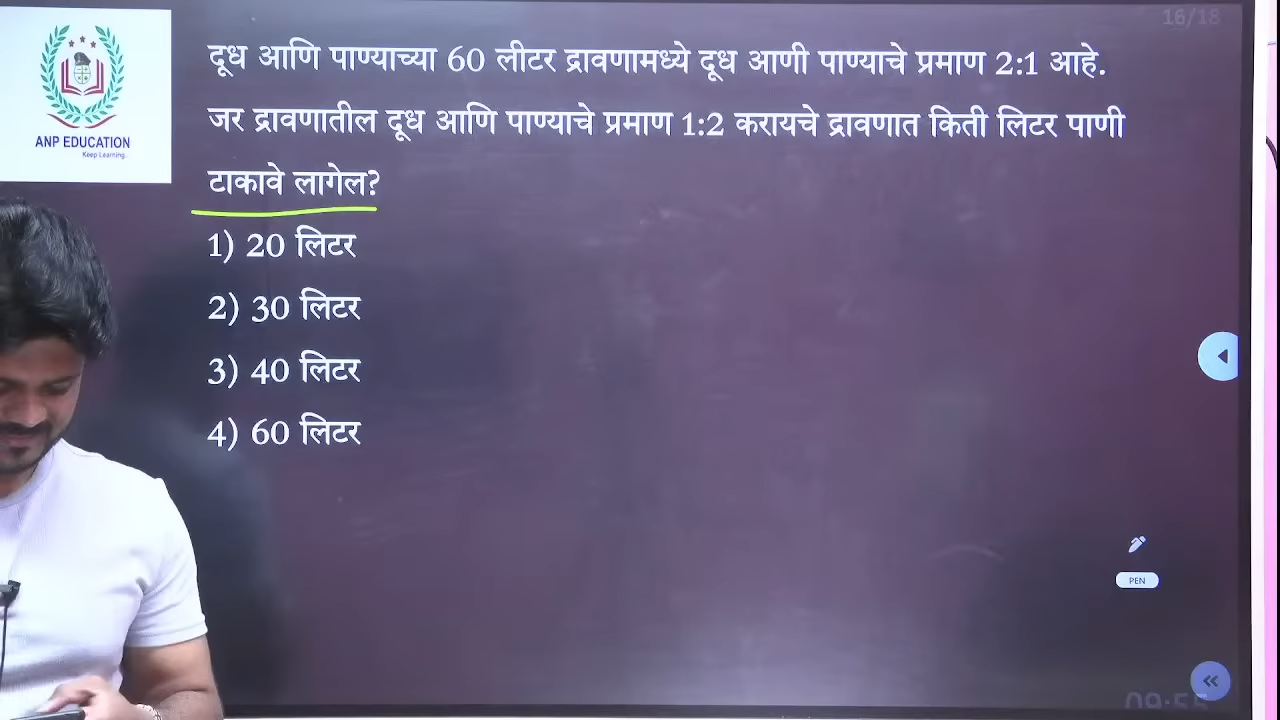 16/18
दूध आणि पाण्याच्या 60 लीटर द्रावणामध्ये दूध आणी पाण्याचे प्रमाण 2:1 आहे.
जर द्रावणातील दूध आणि पाण्याचे प्रमाण 1:2 करायचे द्रावणात किती लिटर पाणी
टाकावे लागेल?
1) 20 लिटर
2) 30 लिटर
3) 40 लिटर
4) 60 लिटर
ANP EDUCATION
Keep Learning..
PEN